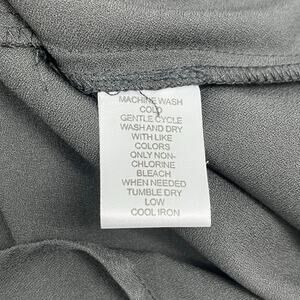 MACHINE WASH
COLD
GENTLE CYCLE
WASH AND DRY
WITH LIKE
COLORS
ONLY NON-
CHLORINE
BLEACH
WHEN NEEDED
TUMBLE DRY
LOW
COOL IRON